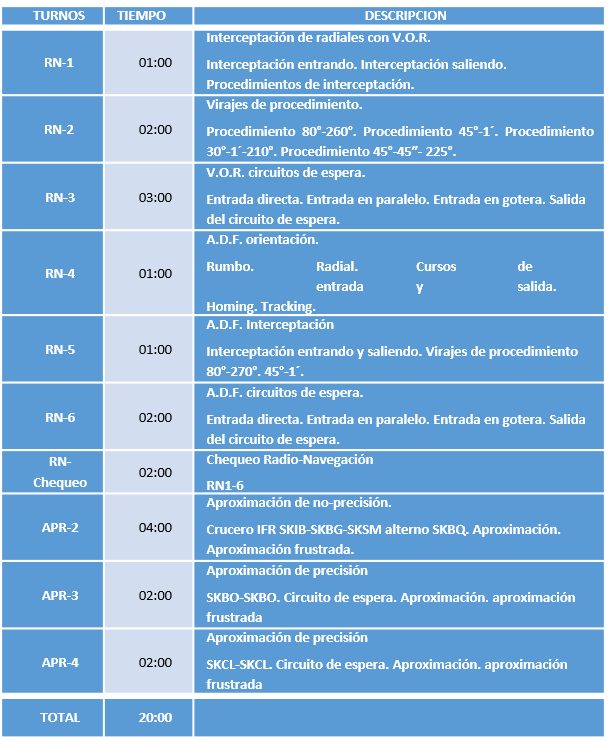 TURNOS TIEMPO DESCRIPCION
Interceptación de radiales con V.O.R.
RN-1 01:00 Interceptación entrando. Interceptación saliendo.
Procedimientos de interceptación.
Virajes de procedimiento.
RN-2 02:00 Procedimiento 80°-260°. Procedimiento 45°-1´. Procedimiento
30°-1´-210°. Procedimiento 45°-45”- 225°.
V.O.R. circuitos de espera.
RN-3 03:00 Entrada directa. Entrada en paralelo. Entrada en gotera. Salida
del circuito de espera.
A.D.F. orientación.
RN-4 01:00 Rumbo. Radial. Cursos de
entrada y salida.
Homing. Tracking.
A.D.F. Interceptación
RN-5 01:00 Interceptación entrando y saliendo. Virajes de procedimiento
80°-270°. 45°-1´.
A.D.F. circuitos de espera.
RN-6 02:00 Entrada directa. Entrada en paralelo. Entrada en gotera. Salida
del circuito de espera.
RN-
Chequeo 02:00 Chequeo Radio-Navegación
RN1-6
Aproximación de no-precisión.
APR-2 04:00 Crucero IFR SKIB-SKBG-SKSM alterno SKBQ. Aproximación.
Aproximación frustrada.
Aproximación de precisión
APR-3 02:00 SKBO-SKBO. Circuito de espera. Aproximación. aproximación
frustrada
Aproximación de precisión
APR-4 02:00 SKCL-SKCL. Circuito de espera. Aproximación. aproximación
frustrada
TOTAL 20:00